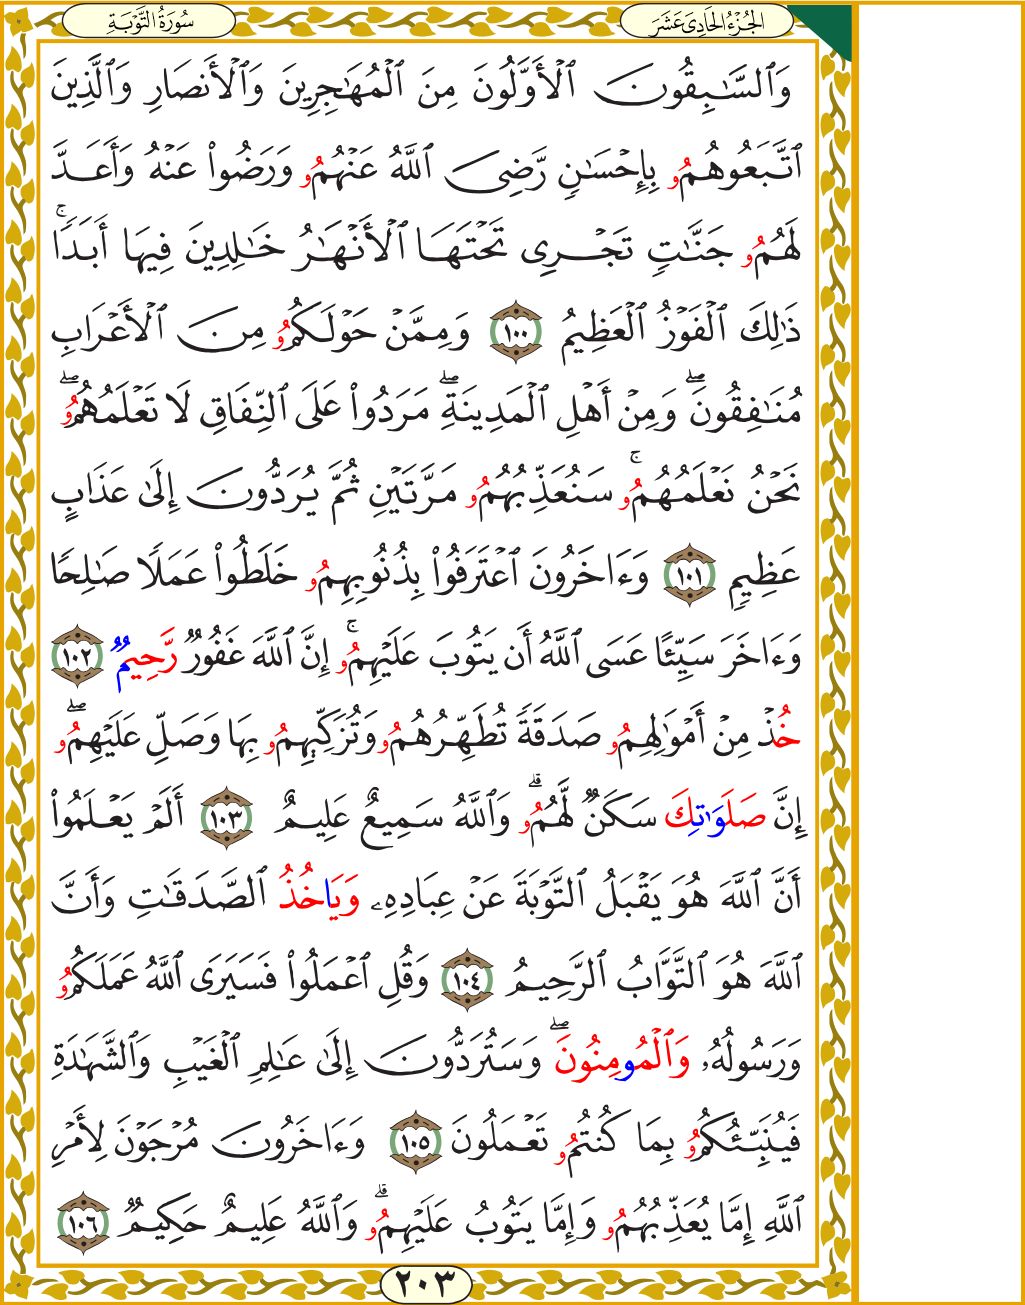 سُورَةُ التَّوْبَةِ
الجُزْءُ الحَادِىَ عَشَرَ
وَٱلسَّٰبِقُونَ ٱلْأَوَّلُونَ مِنَ ٱلْمُهَٰجِرِينَ وَٱلْأَنصَارِ وَٱلَّذِينَ
ٱتَّبَعُوهُمُۥ بِإِحْسَٰنٖ رَّضِىَ ٱللَّهُ عَنْهُمُۥ وَرَضُواْ عَنْهُ وَأَعَدَّ
لَهُمُۥ جَنَّٰتٖ تَجْرِى تَحْتَهَا ٱلْأَنْهَٰرُ خَٰلِدِينَ فِيهَا أَبَدٗاۚ
ذَٰلِكَ ٱلْفَوْزُ ٱلْعَظِيمُ ١٠٠ وَمِمَّنْ حَوْلَكُمُۥ مِنَ ٱلْأَعْرَابِ
مُنَٰفِقُونَۖ وَمِنْ أَهْلِ ٱلْمَدِينَةِۖ مَرَدُواْ عَلَى ٱلنِّفَاقِ لَا تَعْلَمُهُمُۥۖ
نَحْنُ نَعْلَمُهُمُۥۚ سَنُعَذِّبُهُمُۥ مَرَّتَيْنِ ثُمَّ يُرَدُّونَ إِلَىٰ عَذَابٍ
عَظِيمٖ ١٠١ وَءَاخَرُونَ ٱعْتَرَفُواْ بِذُنُوبِهِمُۥ خَلَطُواْ عَمَلٗا صَٰلِحٗا
وَءَاخَرَ سَيِّئًا عَسَى ٱللَّهُ أَن يَتُوبَ عَلَيْهِمُۥۚ إِنَّ ٱللَّهَ غَفُورٞ رَّحِيمٌ ١٠٢
خُذْ مِنْ أَمْوَٰلِهِمُۥ صَدَقَةٗ تُطَهِّرُهُمُۥ وَتُزَكِّيهِمُۥ بِهَا وَصَلِّ عَلَيْهِمُۥۖ
إِنَّ صَلَوَٰتِكَ سَكَنٞ لَّهُمُۥۗ وَٱللَّهُ سَمِيعٌ عَلِيمٌ ١٠٣ أَلَمْ يَعْلَمُواْ
أَنَّ ٱللَّهَ هُوَ يَقْبَلُ ٱلتَّوْبَةَ عَنْ عِبَادِهِۦ وَيَاخُذُ ٱلصَّدَقَٰتِ وَأَنَّ
ٱللَّهَ هُوَ ٱلتَّوَّابُ ٱلرَّحِيمُ ١٠٤ وَقُلِ ٱعْمَلُواْ فَسَيَرَى ٱللَّهُ عَمَلَكُمُۥ
وَرَسُولُهُۥ وَٱلْمُومِنُونَۖ وَسَتُرَدُّونَ إِلَىٰ عَٰلِمِ ٱلْغَيْبِ وَٱلشَّهَٰدَةِ
فَيُنَبِّئُكُمُۥ بِمَا كُنتُمُۥ تَعْمَلُونَ ١٠٥ وَءَاخَرُونَ مُرْجَوْنَ لِأَمْرِ
ٱللَّهِ إِمَّا يُعَذِّبُهُمُۥ وَإِمَّا يَتُوبُ عَلَيْهِمُۥۗ وَٱللَّهُ عَلِيمٌ حَكِيمٌ ١٠٦
٢٠٣